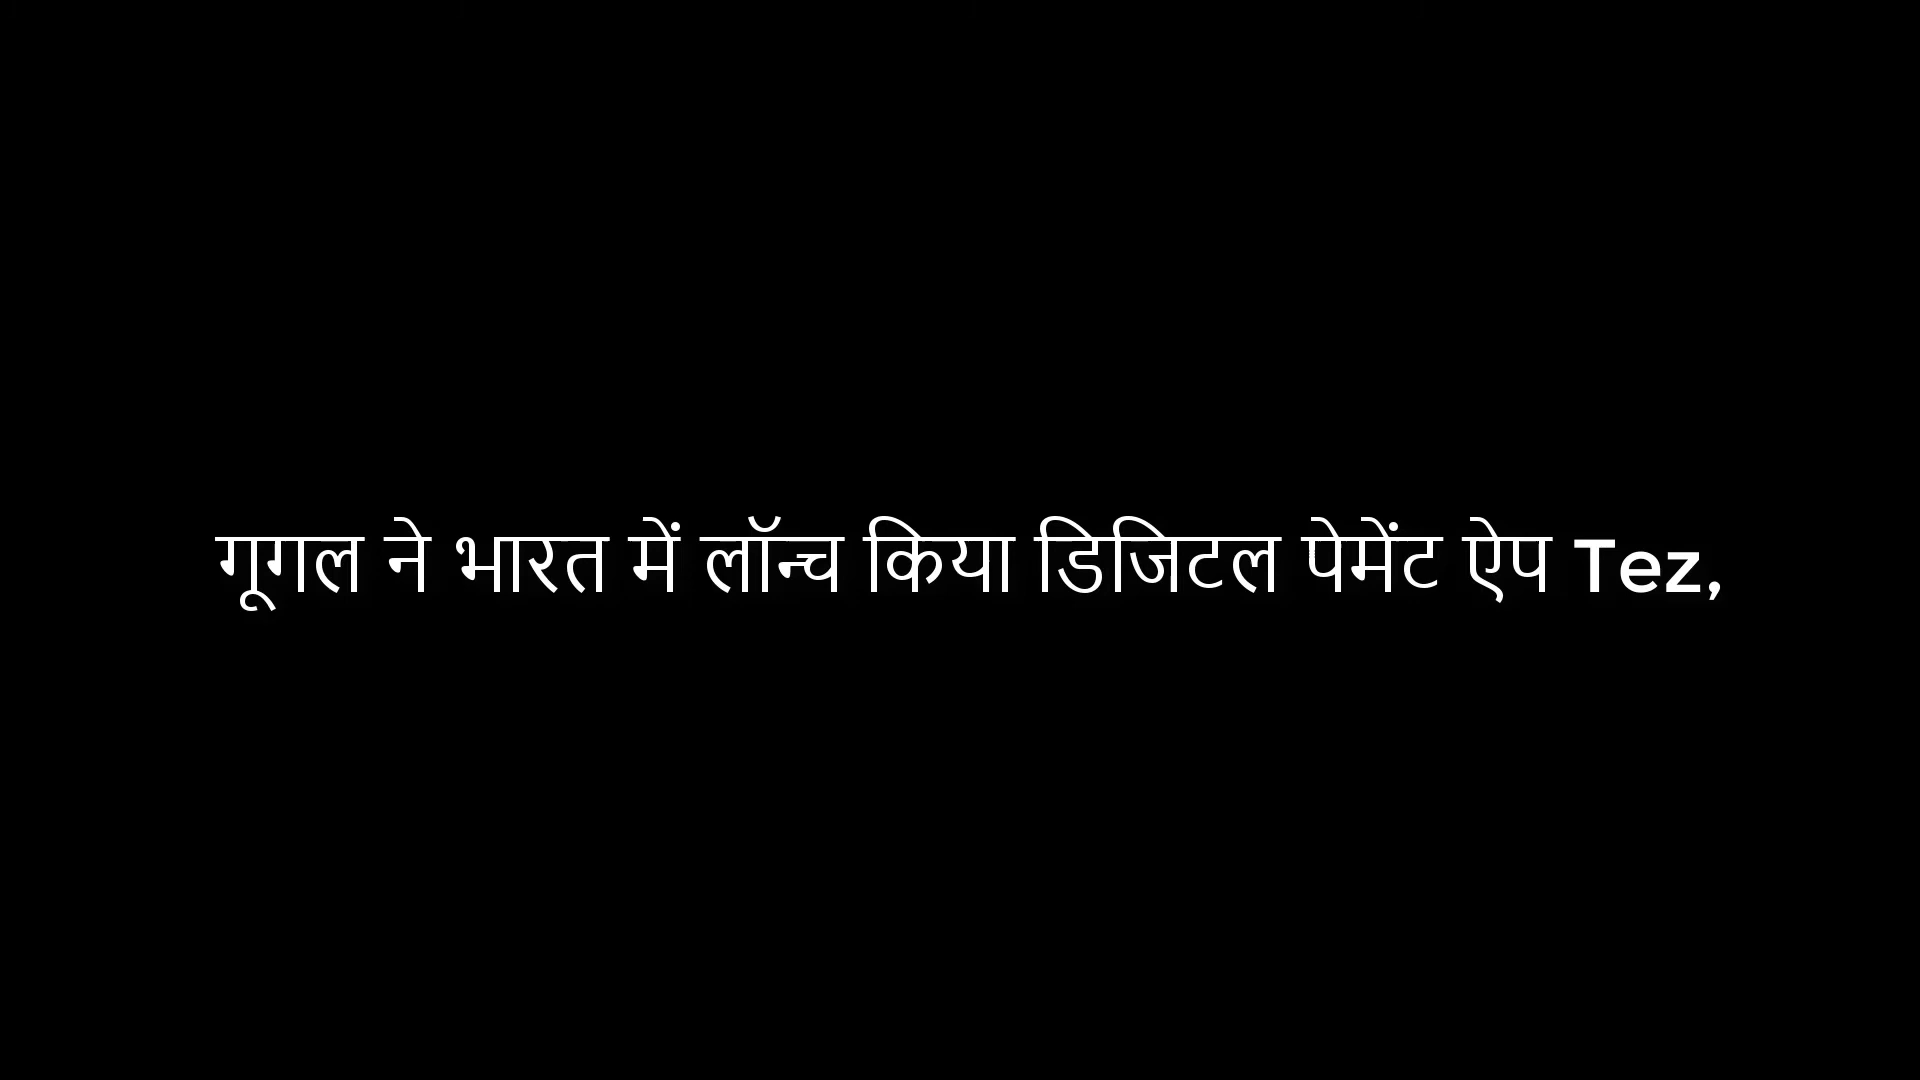 गूगल ने भारत में लॉन्च किया डिजिटल पेमेंट ऐप Tez,